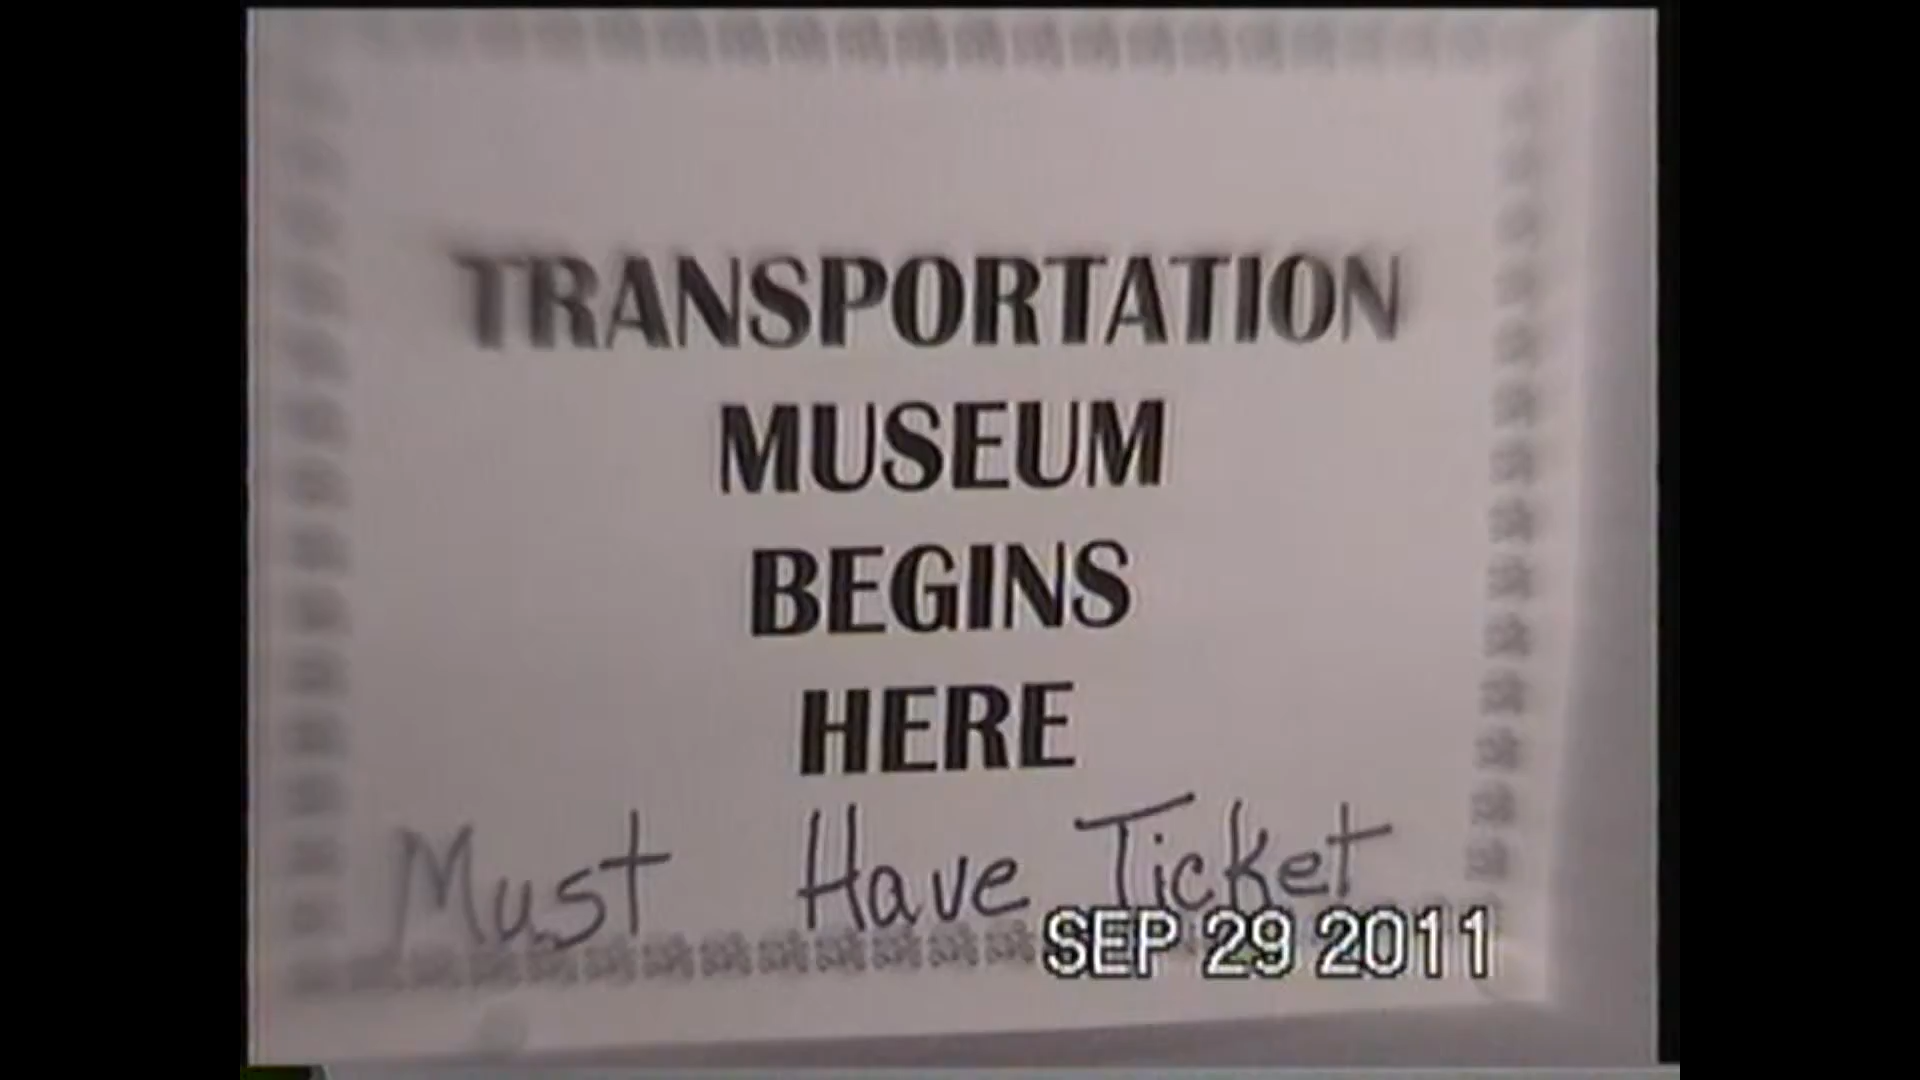 TRANSPORTATION
MUSEUM
BEGINS
HERE
Must Have Ticket
SEP 29 2011